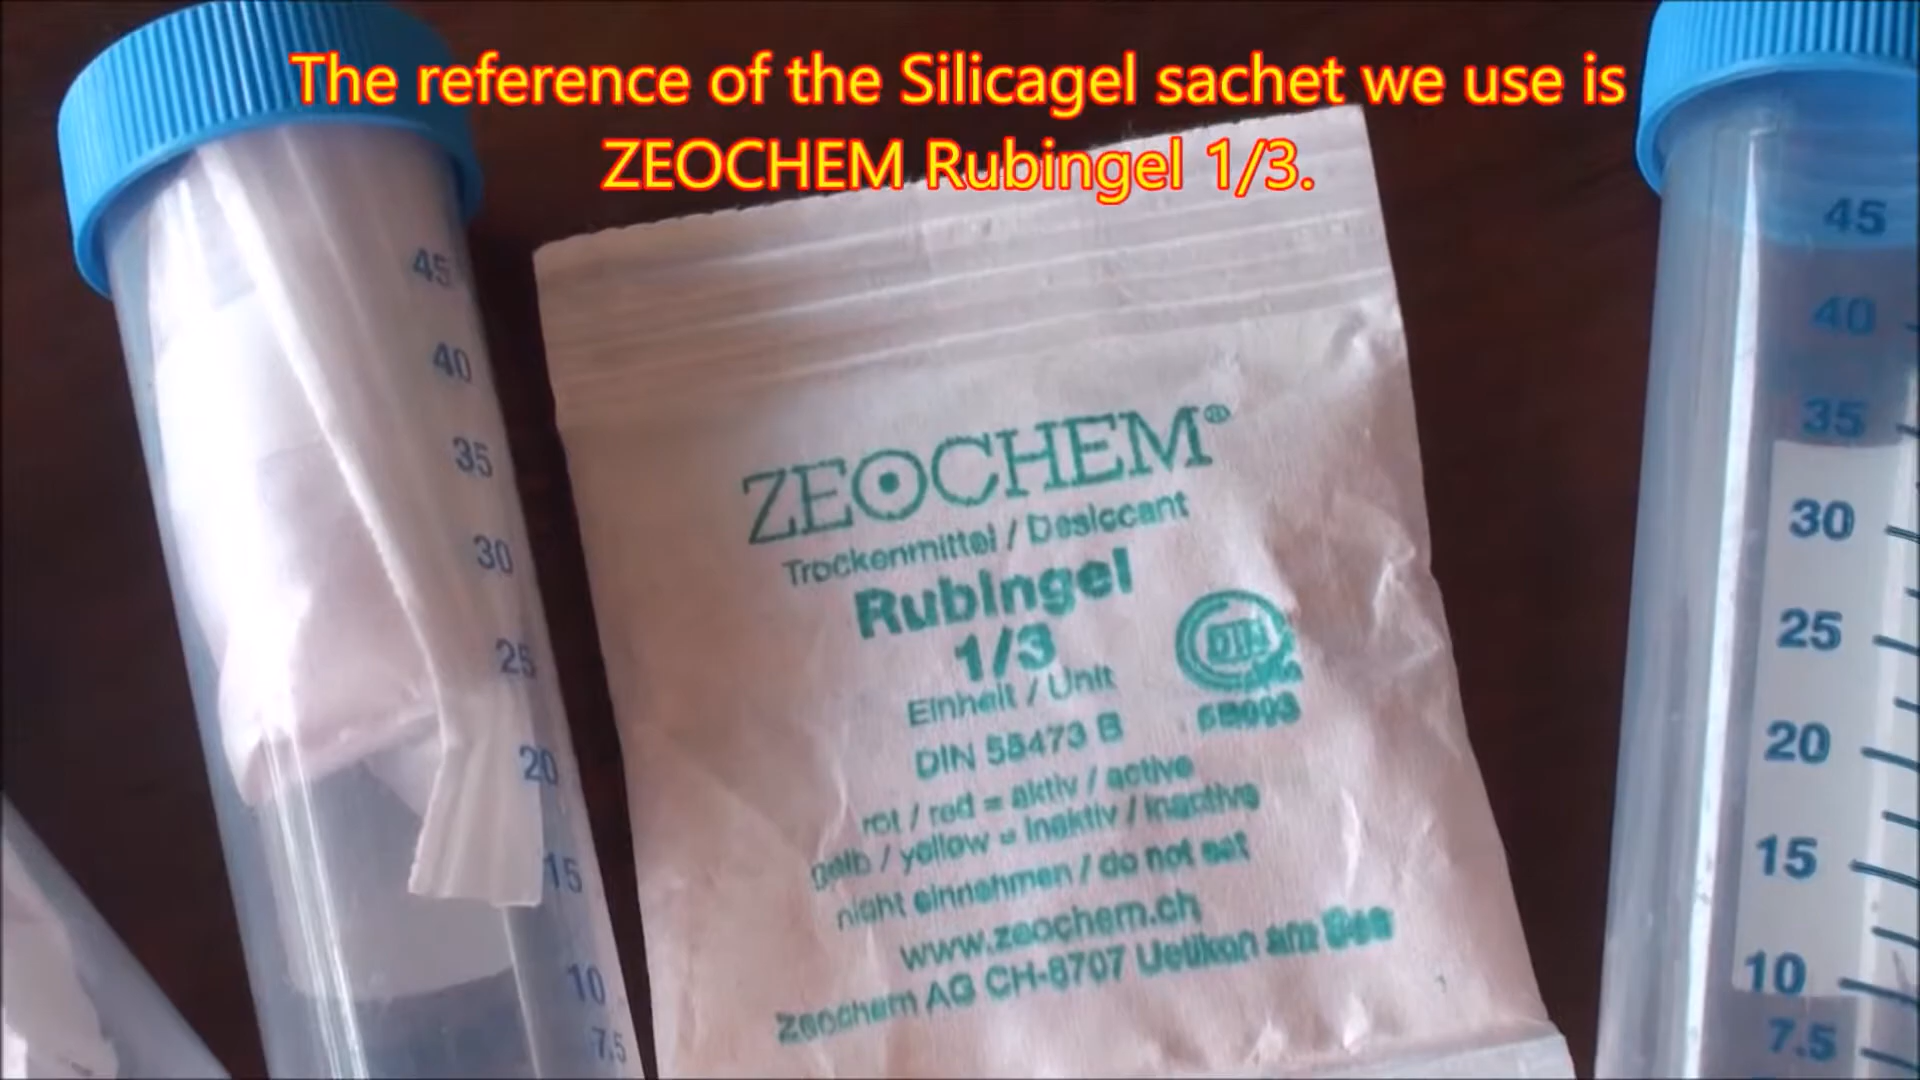 The reference of the Silicagel sachet we use is
ZEOCHEM Rubingel 1/3.
45
40
35
30
25
20
15
10
7.5
ZEOCHEM®
Trockenmittel / Desiccant
Rubingel
1/3
Einheit / Unit
DIN 58473 B
DIN
rot / red = aktiv / active
gelb / yellow = inaktiv / inactive
nicht einnehmen / do not eat
www.zeochem.ch
Zeochem AG CH-8707 Uetikon am See
45
40
35
30
25
20
15
10
7.5